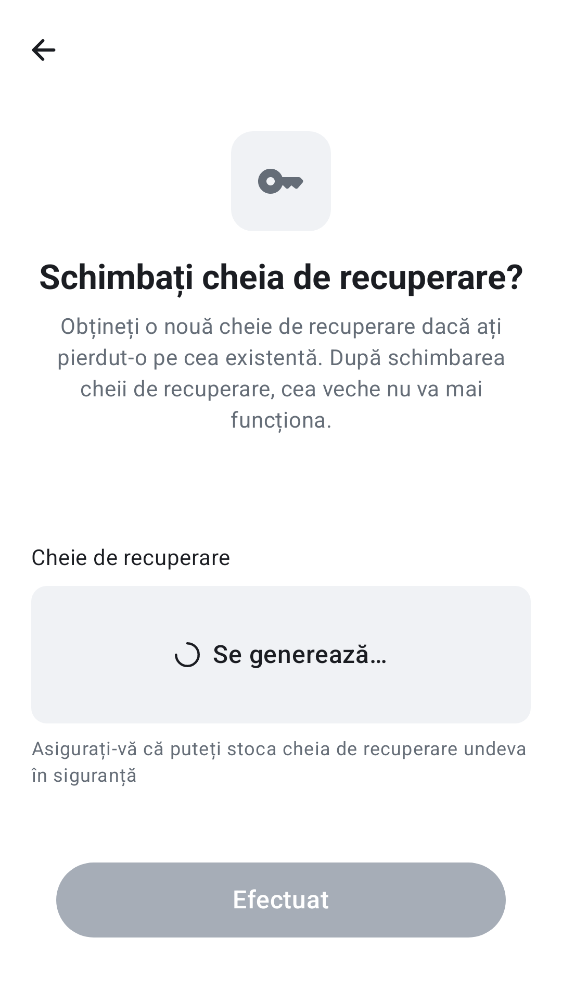 Schimbați cheia de recuperare?
Obțineți o nouă cheie de recuperare dacă ați
pierdut-o pe cea existentă. După schimbarea
cheii de recuperare, cea veche nu va mai
funcționa.
Cheie de recuperare
Se generează…
Asigurați-vă că puteți stoca cheia de recuperare undeva
în siguranță
Efectuat